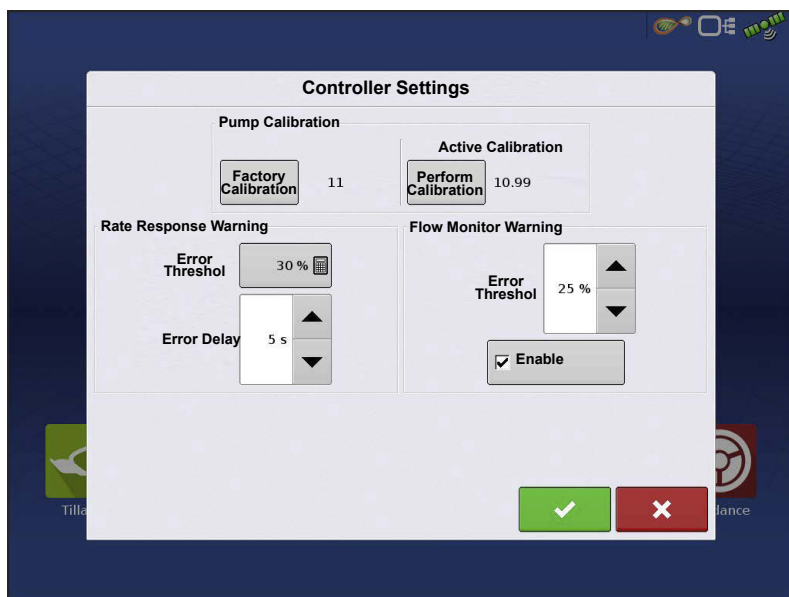 Controller Settings
Pump Calibration
Active Calibration
Factory
Calibration
11
Perform
Calibration
10.99
Rate Response Warning
Error
Threshol
30 %
Error Delay
5 s
Flow Monitor Warning
Error
Threshol
25 %
Enable
Tilla
dance